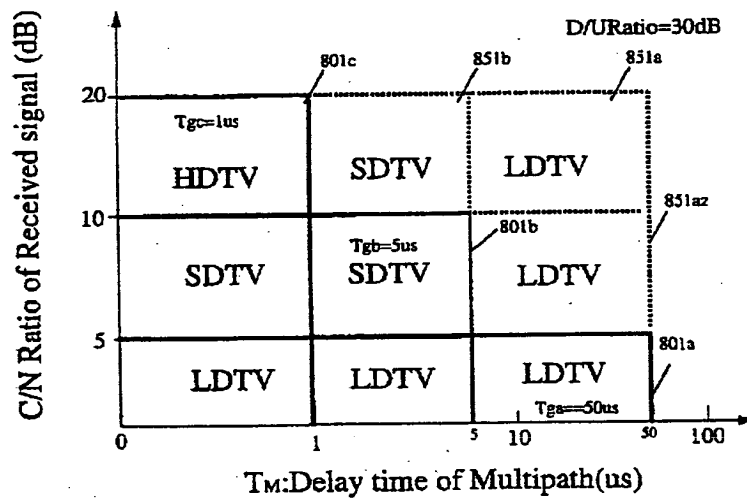 D/URatio=30dB
801c 851b 851a
20
Tgc=1us
HDTV SDTV LDTV
851az
10
801b
Tgb=5us
SDTV SDTV LDTV
5
801a
LDTV LDTV LDTV
Tga==50us
0 1 5 10 50 100
TM:Delay time of Multipath(us)
C/N Ratio of Received signal (dB)